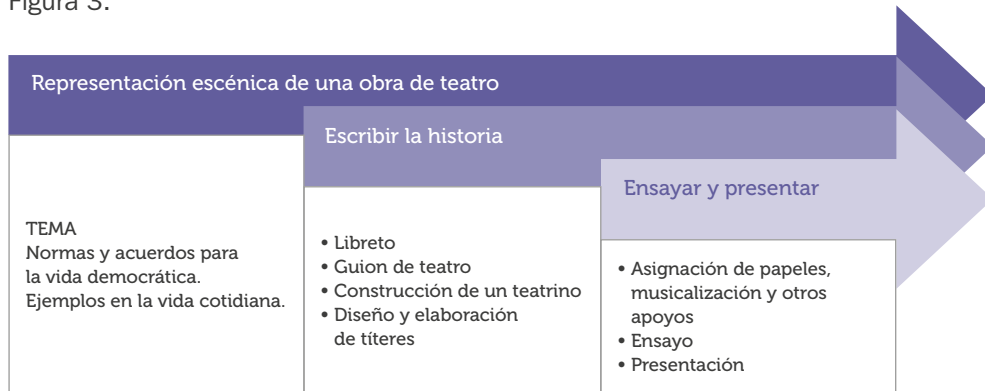 Figura 3.
Representación escénica de una obra de teatro
Escribir la historia
Ensayar y presentar
TEMA
Normas y acuerdos para
la vida democrática.
Ejemplos en la vida cotidiana.
• Libreto
• Guion de teatro
• Construcción de un teatrino
• Diseño y elaboración
de títeres
• Asignación de papeles,
musicalización y otros
apoyos
• Ensayo
• Presentación